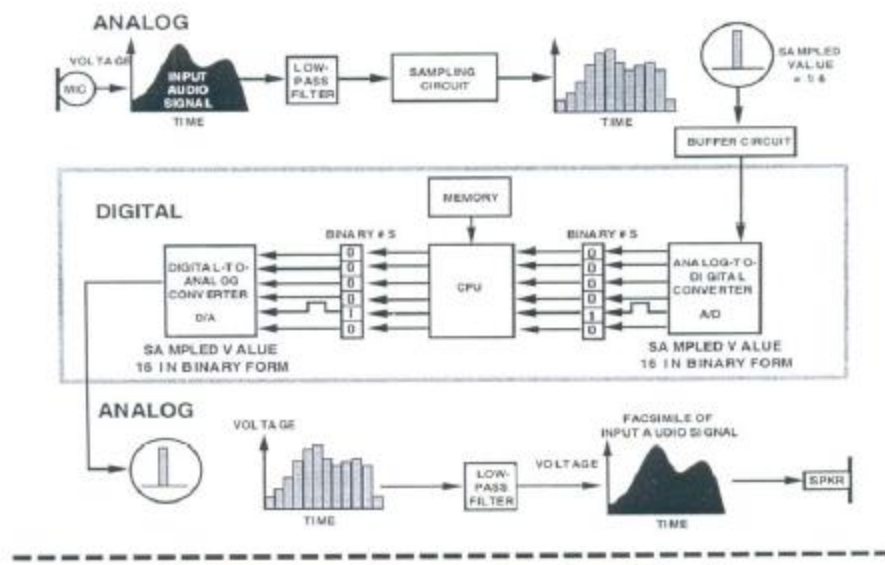 ANALOG
VOLTAGE
MIC
INPUT
AUDIO
SIGNAL
TIME
LOW-
PASS
FILTER
SAMPLING
CIRCUIT
TIME
SAMPLED
VALUE
BUFFER CIRCUIT
DIGITAL
MEMORY
BINARY # S
BINARY # S
DIGITAL-TO-
ANALOG
CONVERTER
D/A
0
0
0
0
1
0
CPU
0
0
0
0
1
0
ANALOG-TO-
DIGITAL
CONVERTER
A/D
SAMPLED VALUE
16 IN BINARY FORM
SAMPLED VALUE
16 IN BINARY FORM
ANALOG
VOLTAGE
TIME
LOW-
PASS
FILTER
VOLTAGE
FACSIMILE OF
INPUT AUDIO SIGNAL
TIME
SPKR